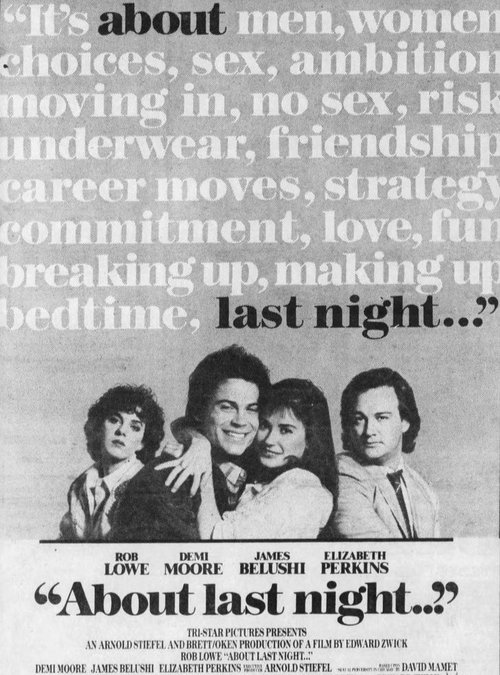 “It’s about men, women
choices, sex, ambition
moving in, no sex, risk
underwear, friendship
career moves, strategy
commitment, love, fun
breaking up, making up
bedtime, last night...”
ROB LOWE DEMI MOORE JAMES BELUSHI ELIZABETH PERKINS
“About last night...”
TRI-STAR PICTURES PRESENTS
AN ARNOLD STIEFEL AND BRETT/OKEN PRODUCTION OF A FILM BY EDWARD ZWICK
ROB LOWE “ABOUT LAST NIGHT...”
DEMI MOORE JAMES BELUSHI ELIZABETH PERKINS ARNOLD STIEFEL DAVID MAMET